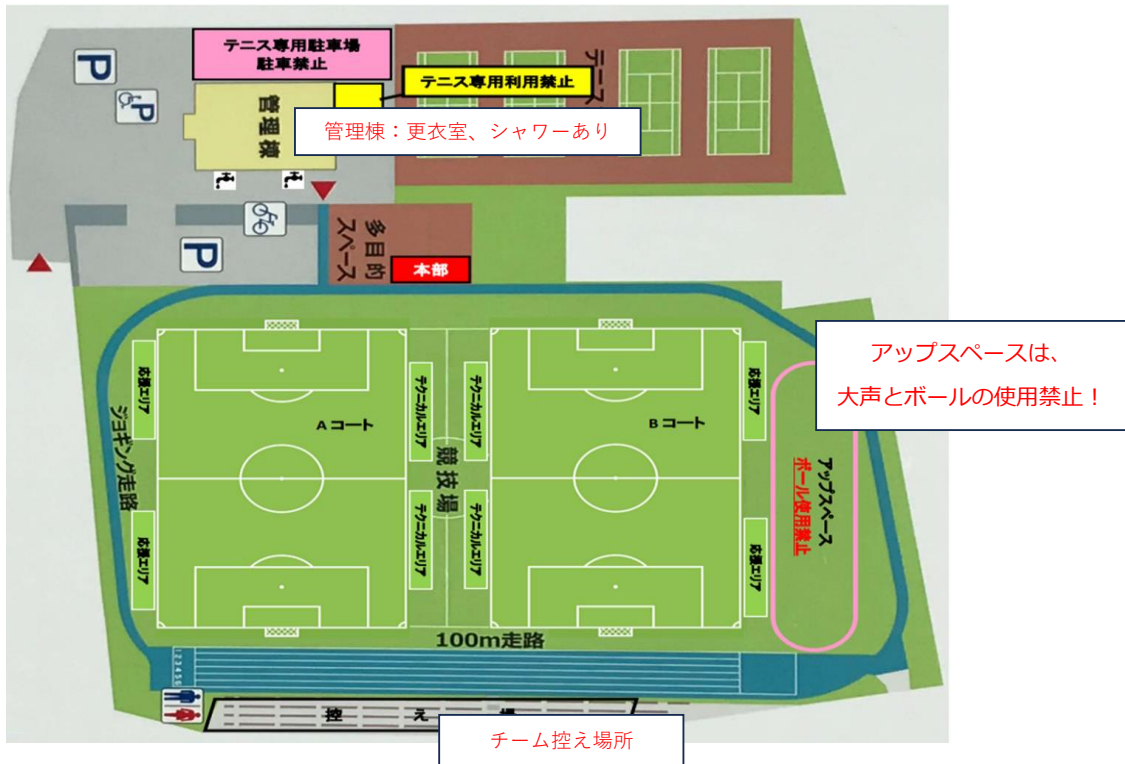 テニス専用駐車場
駐車禁止
P
P
テニス専用利用禁止
テニス
管理棟
管理棟：更衣室、シャワーあり
多目的
スペース
P
本部
アップスペースは、
大声とボールの使用禁止！
応援エリア
テクニカルエリア
テクニカルエリア
応援エリア
Aコート
Bコート
ジョギング走路
競技場
アップスペース
ボール使用禁止
応援エリア
テクニカルエリア
テクニカルエリア
応援エリア
100m走路
123456
控え
チーム控え場所